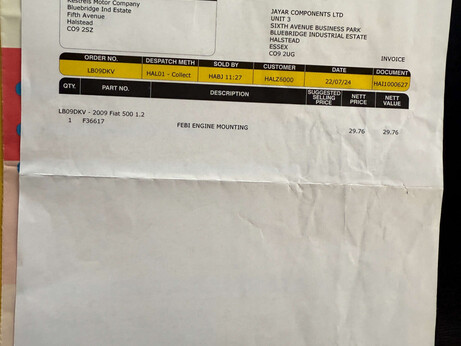 Kestrels Motor Company
Bluebridge Ind Estate
Fifth Avenue
Halstead
CO9 2SZ
JAYAR COMPONENTS LTD
UNIT 3
SIXTH AVENUE BUSINESS PARK
BLUEBRIDGE INDUSTRIAL ESTATE
HALSTEAD
ESSEX
CO9 2UG
INVOICE
ORDER NO. DESPATCH METH SOLD BY CUSTOMER DATE DOCUMENT
LB09DKV HAL01 - Collect HABJ 11:27 HALZ6000 22/07/24 HAI1000627
QTY. PART NO. DESCRIPTION SUGGESTED SELLING PRICE NETT PRICE NETT VALUE
LB09DKV - 2009 Fiat 500 1.2
1 F36617 FEBI ENGINE MOUNTING 29.76 29.76